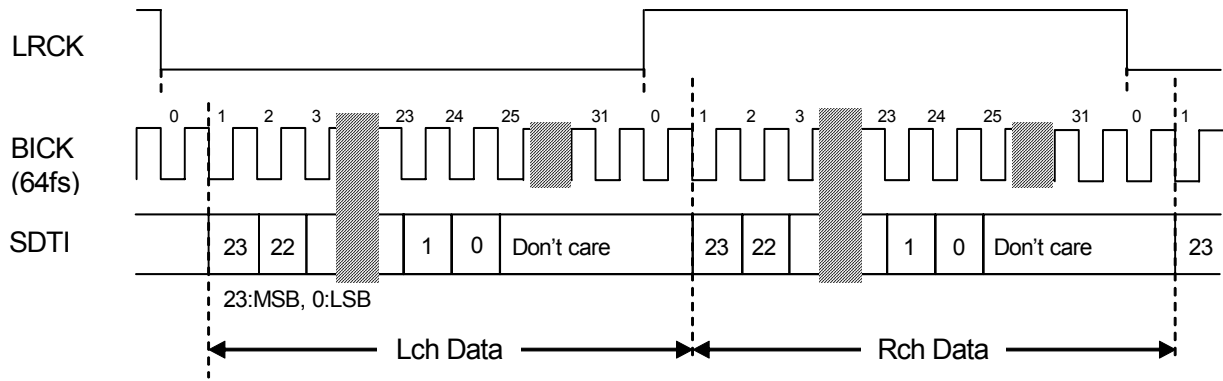 LRCK
0 1 2 3 23 24 25 31 0 1 2 3 23 24 25 31 0 1
BICK
(64fs)
SDTI 23 22 1 0 Don't care 23 22 1 0 Don't care 23
23:MSB, 0:LSB
Lch Data Rch Data